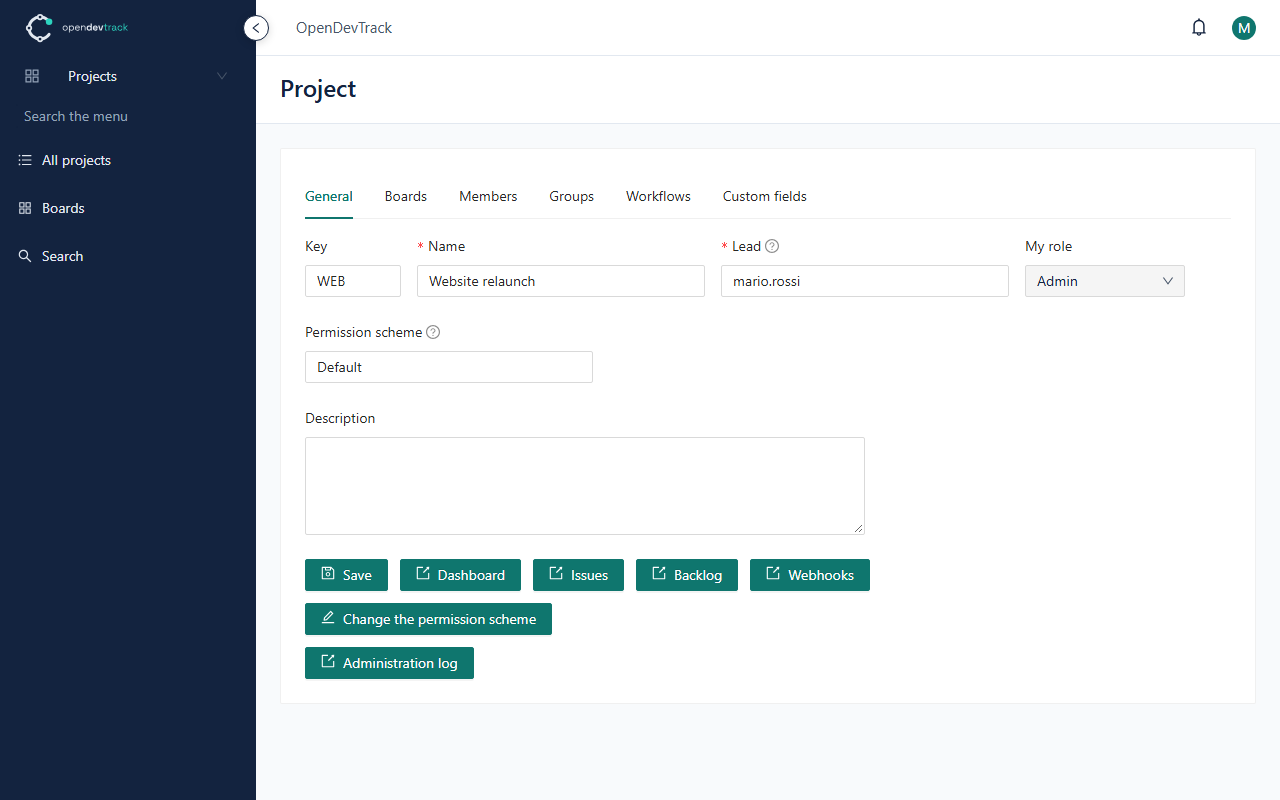 opendevtrack
OpenDevTrack
M
Projects
Search the menu
All projects
Boards
Search
Project
General Boards Members Groups Workflows Custom fields
Key * Name * Lead ? My role
WEB Website relaunch mario.rossi Admin
Permission scheme ?
Default
Description
Save Dashboard Issues Backlog Webhooks
Change the permission scheme
Administration log